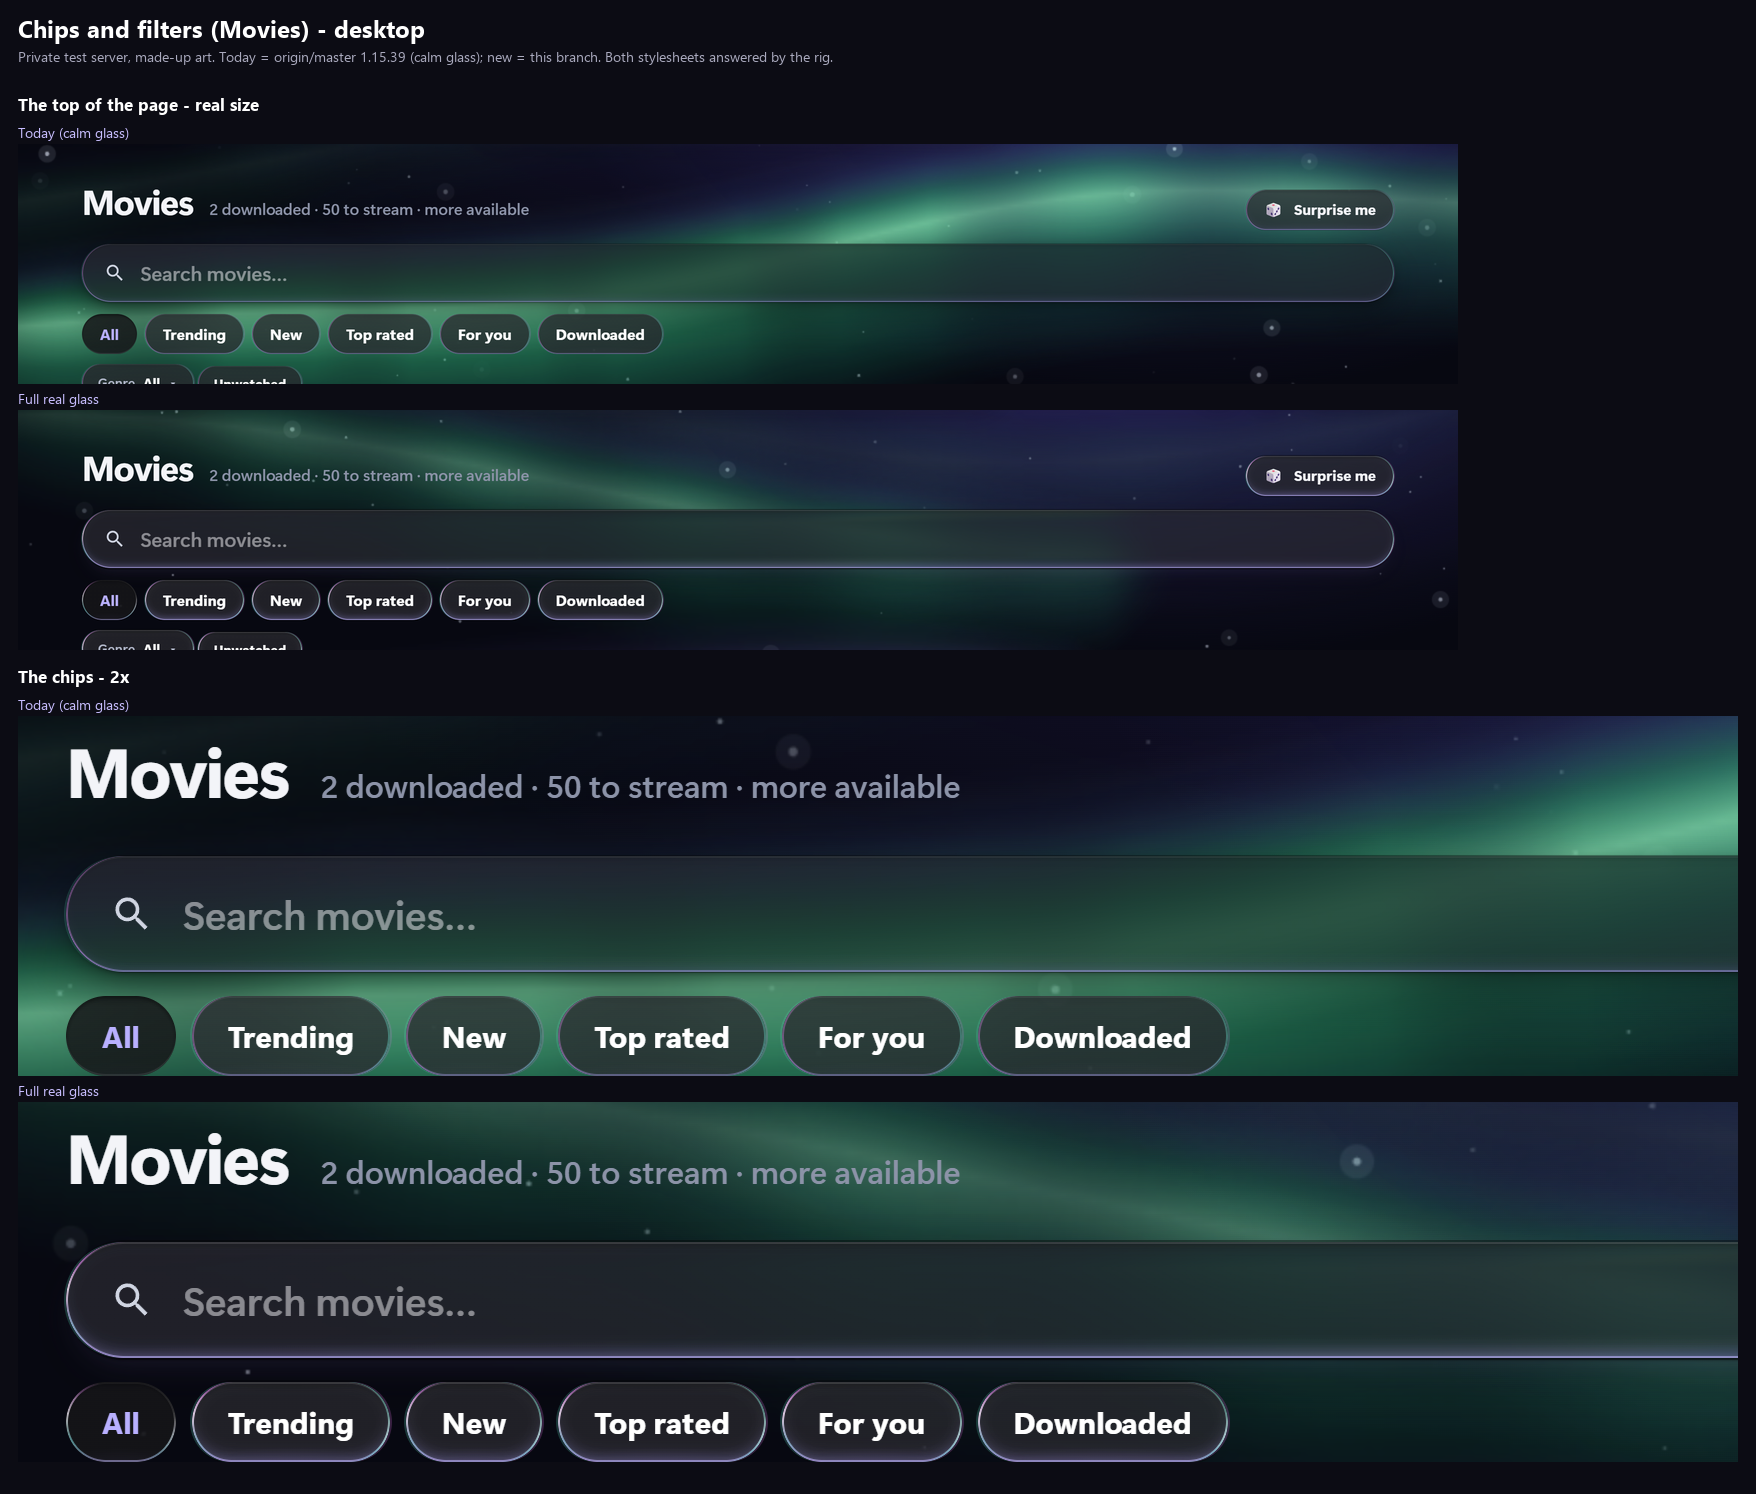 Chips and filters (Movies) - desktop
Private test server, made-up art. Today = origin/master 1.15.39 (calm glass); new = this branch. Both stylesheets answered by the rig.
The top of the page - real size
Today (calm glass)
Movies 2 downloaded · 50 to stream · more available Surprise me
Search movies...
All Trending New Top rated For you Downloaded
Genre All Unwatched
Full real glass
Movies 2 downloaded · 50 to stream · more available Surprise me
Search movies...
All Trending New Top rated For you Downloaded
Genre All Unwatched
The chips - 2x
Today (calm glass)
Movies 2 downloaded · 50 to stream · more available
Search movies...
All Trending New Top rated For you Downloaded
Full real glass
Movies 2 downloaded · 50 to stream · more available
Search movies...
All Trending New Top rated For you Downloaded